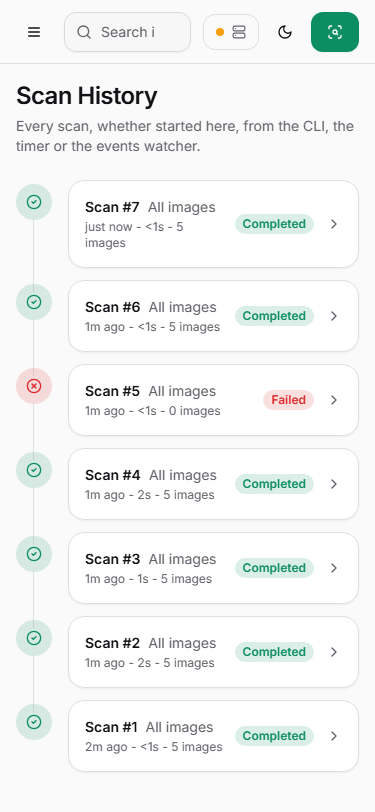 Search i
Scan History
Every scan, whether started here, from the CLI, the
timer or the events watcher.
Scan #7 All images
just now - <1s - 5
images
Completed
Scan #6 All images
1m ago - <1s - 5 images
Completed
Scan #5 All images
1m ago - <1s - 0 images
Failed
Scan #4 All images
1m ago - 2s - 5 images
Completed
Scan #3 All images
1m ago - 1s - 5 images
Completed
Scan #2 All images
1m ago - 2s - 5 images
Completed
Scan #1 All images
2m ago - <1s - 5 images
Completed